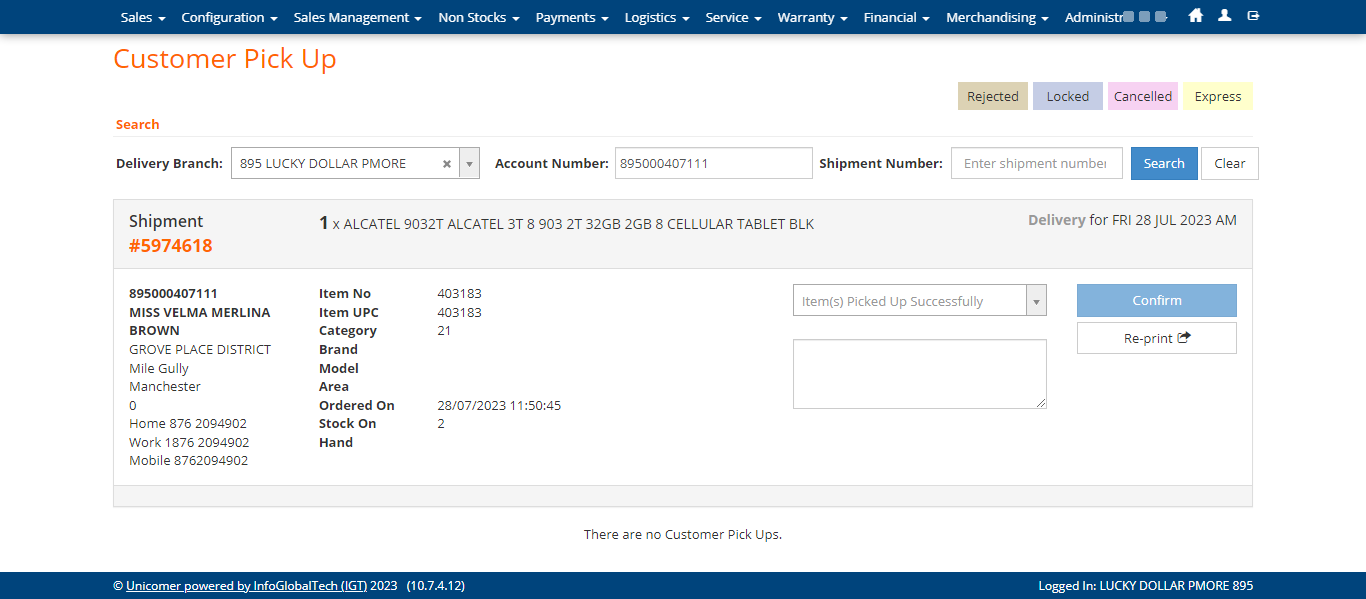 Sales Configuration Sales Management Non Stocks Payments Logistics Service Warranty Financial Merchandising Administr
Customer Pick Up
Rejected Locked Cancelled Express
Search
Delivery Branch: 895 LUCKY DOLLAR PMORE Account Number: 895000407111 Shipment Number: Enter shipment number Search Clear
Shipment
#5974618
1 x ALCATEL 9032T ALCATEL 3T 8 903 2T 32GB 2GB 8 CELLULAR TABLET BLK
Delivery for FRI 28 JUL 2023 AM
895000407111
MISS VELMA MERLINA
BROWN
GROVE PLACE DISTRICT
Mile Gully
Manchester
0
Home 876 2094902
Work 1876 2094902
Mobile 8762094902
Item No 403183
Item UPC 403183
Category 21
Brand
Model
Area
Ordered On 28/07/2023 11:50:45
Stock On 2
Hand
Item(s) Picked Up Successfully
Confirm
Re-print
There are no Customer Pick Ups.
© Unicomer powered by InfoGlobalTech (IGT) 2023 (10.7.4.12)
Logged In: LUCKY DOLLAR PMORE 895